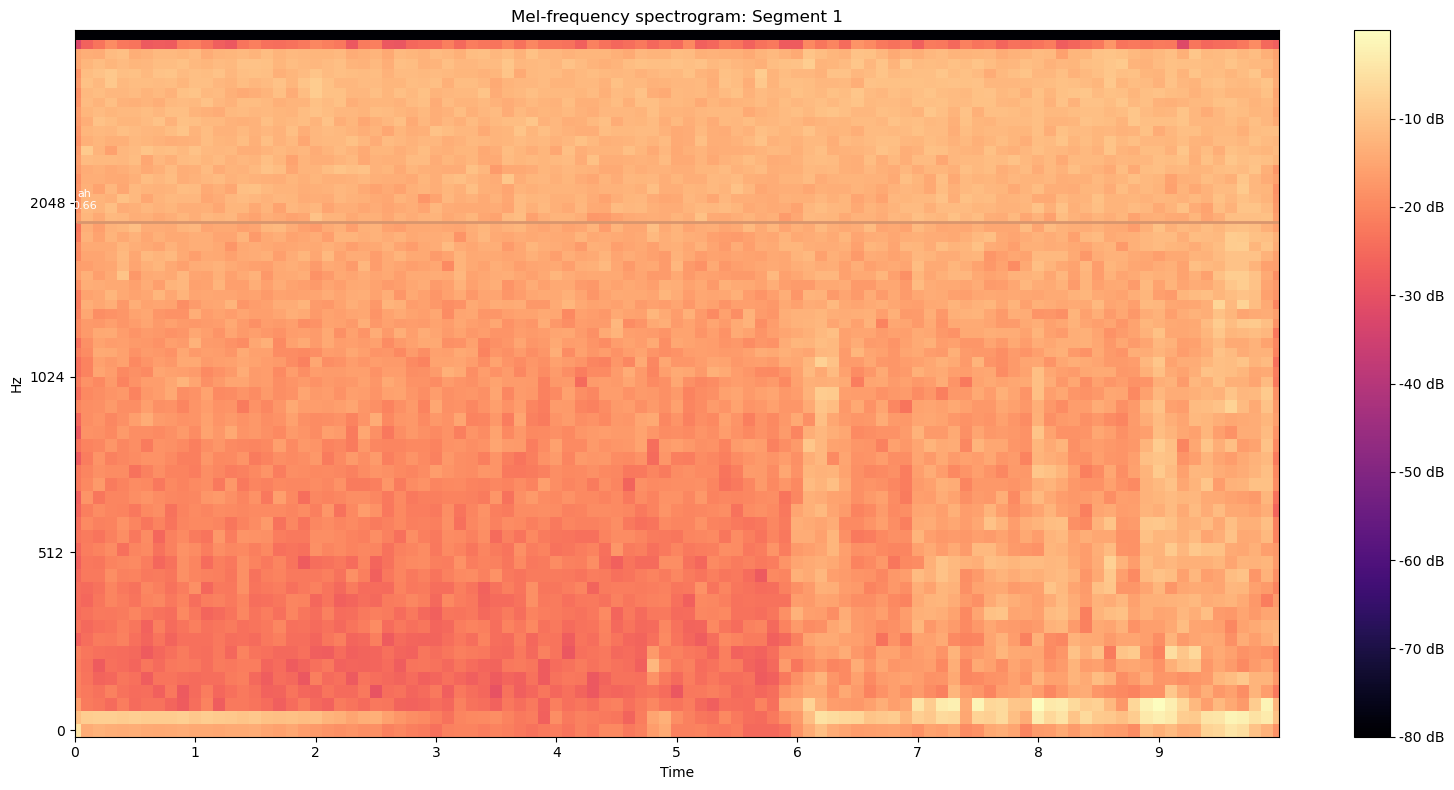 Mel-frequency spectrogram: Segment 1
ah
0.66
Hz
2048
1024
512
0
0 1 2 3 4 5 6 7 8 9
Time
-10 dB
-20 dB
-30 dB
-40 dB
-50 dB
-60 dB
-70 dB
-80 dB